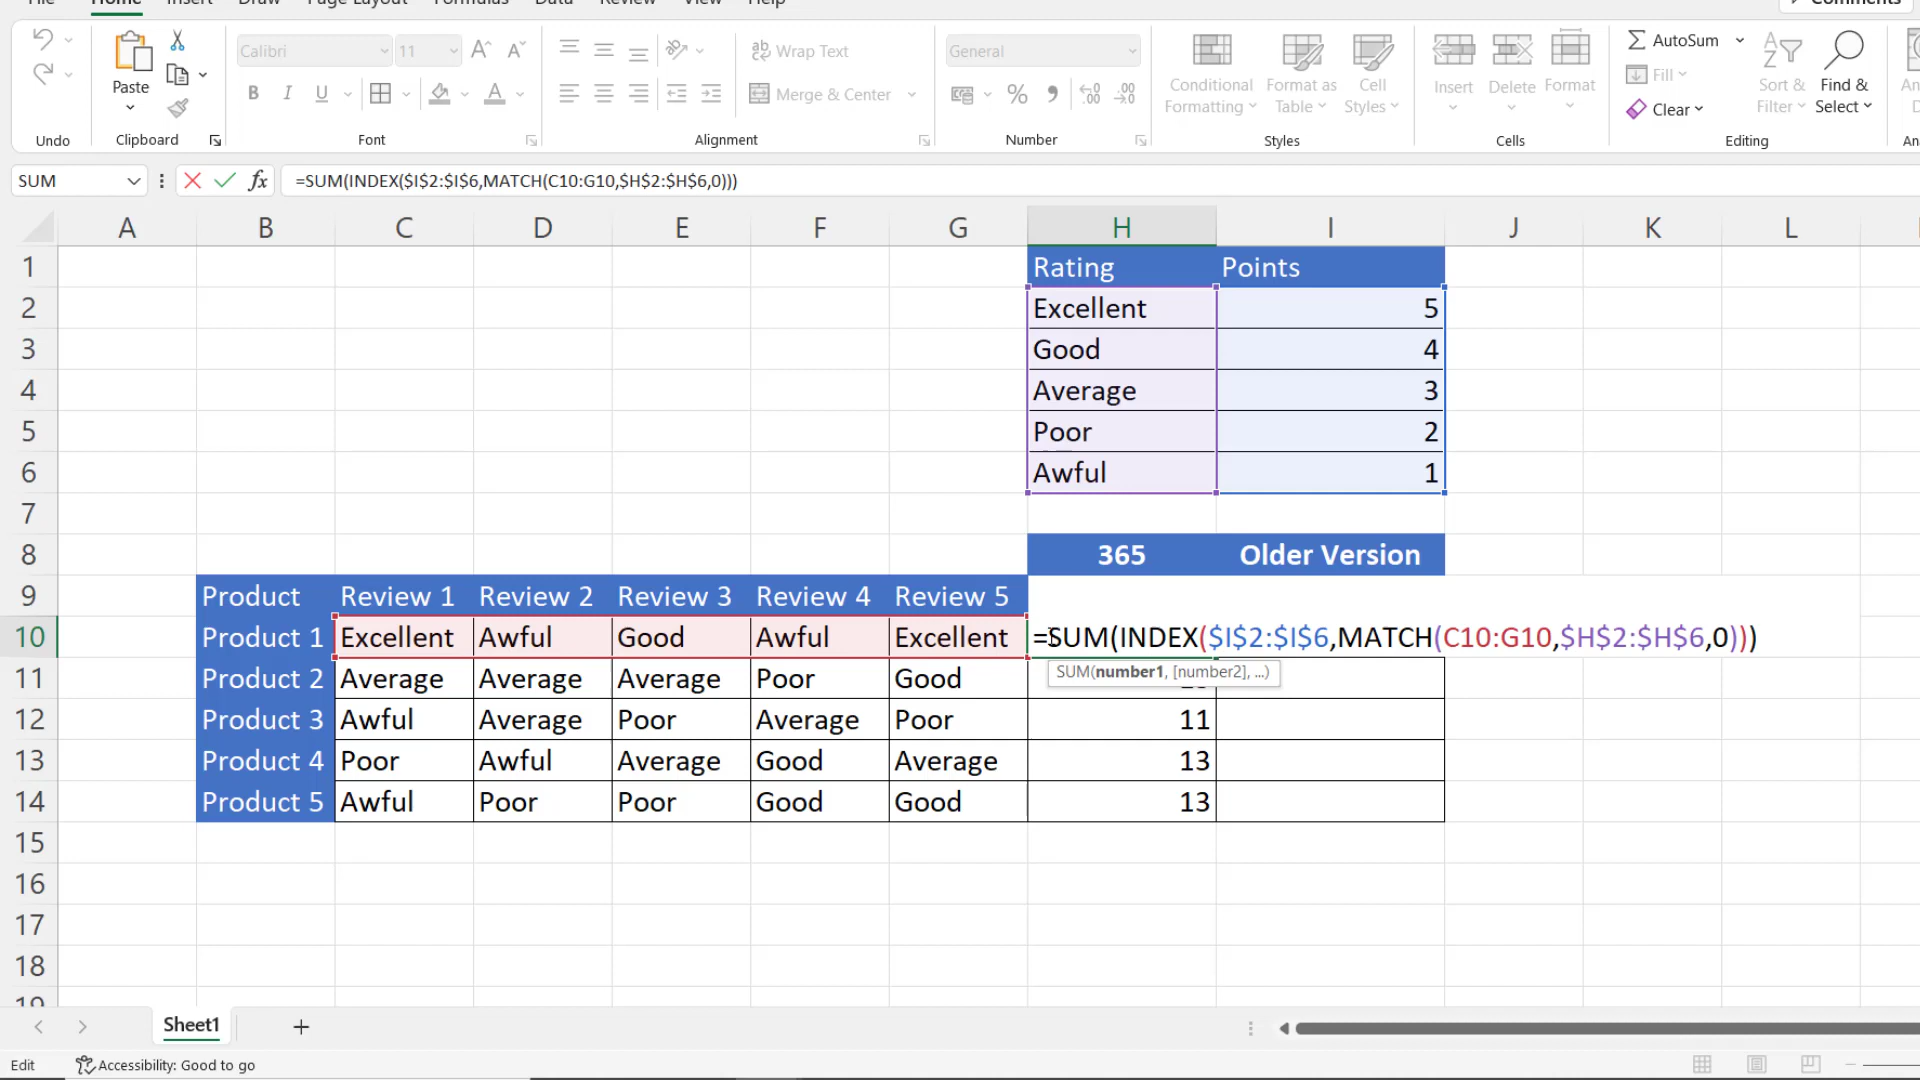 Home Insert Draw Page Layout Formulas Data Review View Help Comments
Calibri 11 Wrap Text General AutoSum
Paste Merge & Center Conditional Formatting Format as Table Cell Styles Insert Delete Format Fill Clear Sort & Filter Find & Select
Undo Clipboard Font Alignment Number Styles Cells Editing
SUM fx =SUM(INDEX($I$2:$I$6,MATCH(C10:G10,$H$2:$H$6,0)))
A B C D E F G H I J K L
1 Rating Points
2 Excellent 5
3 Good 4
4 Average 3
5 Poor 2
6 Awful 1
7
8 365 Older Version
9 Product Review 1 Review 2 Review 3 Review 4 Review 5
10 Product 1 Excellent Awful Good Awful Excellent =SUM(INDEX($I$2:$I$6,MATCH(C10:G10,$H$2:$H$6,0)))
SUM(number1, [number2], ...)
11 Product 2 Average Average Average Poor Good
12 Product 3 Awful Average Poor Average Poor 11
13 Product 4 Poor Awful Average Good Average 13
14 Product 5 Awful Poor Poor Good Good 13
15
16
17
18
19
Sheet1
Edit Accessibility: Good to go